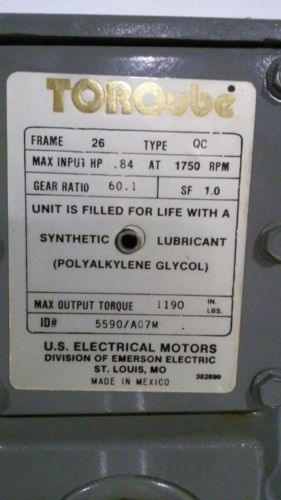 TORQube
FRAME 26 TYPE QC
MAX INPUT HP .84 AT 1750 RPM
GEAR RATIO 60.1 SF 1.0
UNIT IS FILLED FOR LIFE WITH A
SYNTHETIC LUBRICANT
(POLYALKYLENE GLYCOL)
MAX OUTPUT TORQUE 1190 IN. LBS.
ID# 5590/A07M
U.S. ELECTRICAL MOTORS
DIVISION OF EMERSON ELECTRIC
ST. LOUIS, MO
MADE IN MEXICO 382890